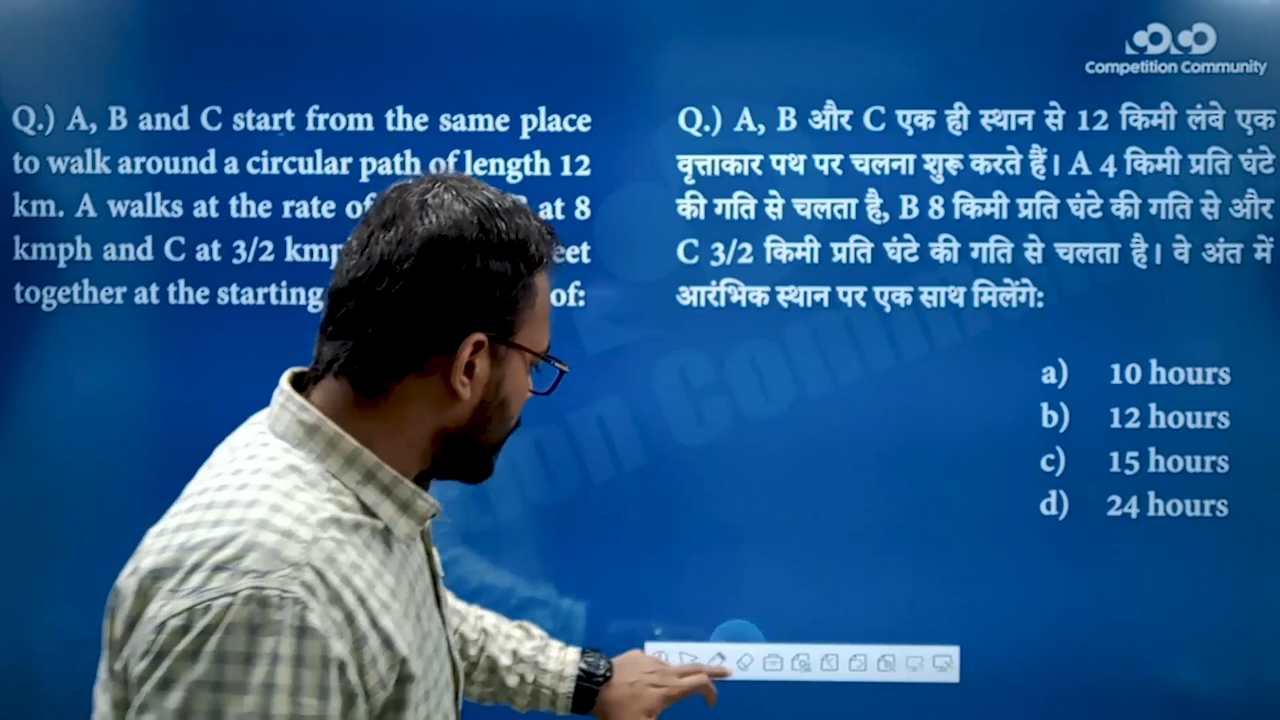 Competition Community
Q.) A, B and C start from the same place
to walk around a circular path of length 12
km. A walks at the rate of at 8
kmph and C at 3/2
together at the starting of:
Q.) A, B और C एक ही स्थान से 12 किमी लंबे एक
वृत्ताकार पथ पर चलना शुरू करते हैं। A 4 किमी प्रति घंटे
की गति से चलता है, B 8 किमी प्रति घंटे की गति से और
C 3/2 किमी प्रति घंटे की गति से चलता है। वे अंत में
आरंभिक स्थान पर एक साथ मिलेंगे:
a) 10 hours
b) 12 hours
c) 15 hours
d) 24 hours